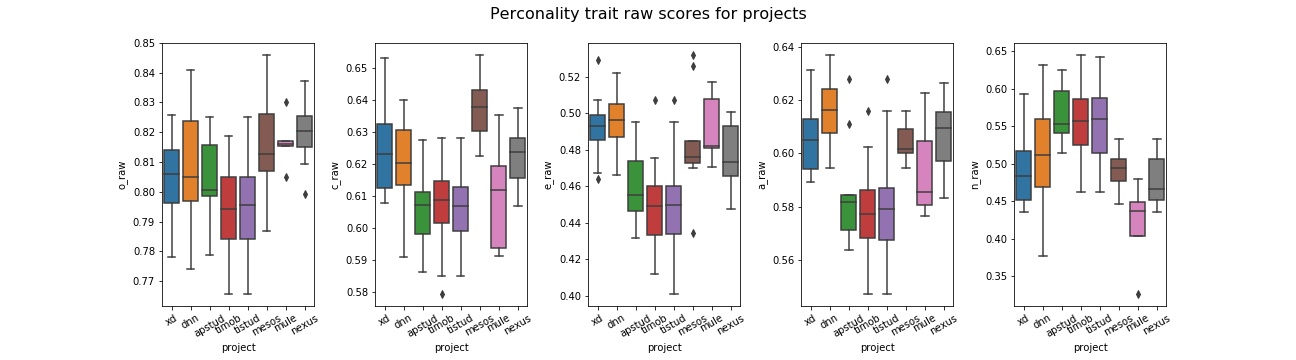 Perconality trait raw scores for projects
o_raw
0.85
0.84
0.83
0.82
0.81
0.80
0.79
0.78
0.77
xd
dnn
apstud
timob
tistud
mesos
mule
nexus
project
c_raw
0.65
0.64
0.63
0.62
0.61
0.60
0.59
0.58
xd
dnn
apstud
timob
tistud
mesos
mule
nexus
project
e_raw
0.52
0.50
0.48
0.46
0.44
0.42
0.40
xd
dnn
apstud
timob
tistud
mesos
mule
nexus
project
a_raw
0.64
0.62
0.60
0.58
0.56
xd
dnn
apstud
timob
tistud
mesos
mule
nexus
project
n_raw
0.65
0.60
0.55
0.50
0.45
0.40
0.35
xd
dnn
apstud
timob
tistud
mesos
mule
nexus
project